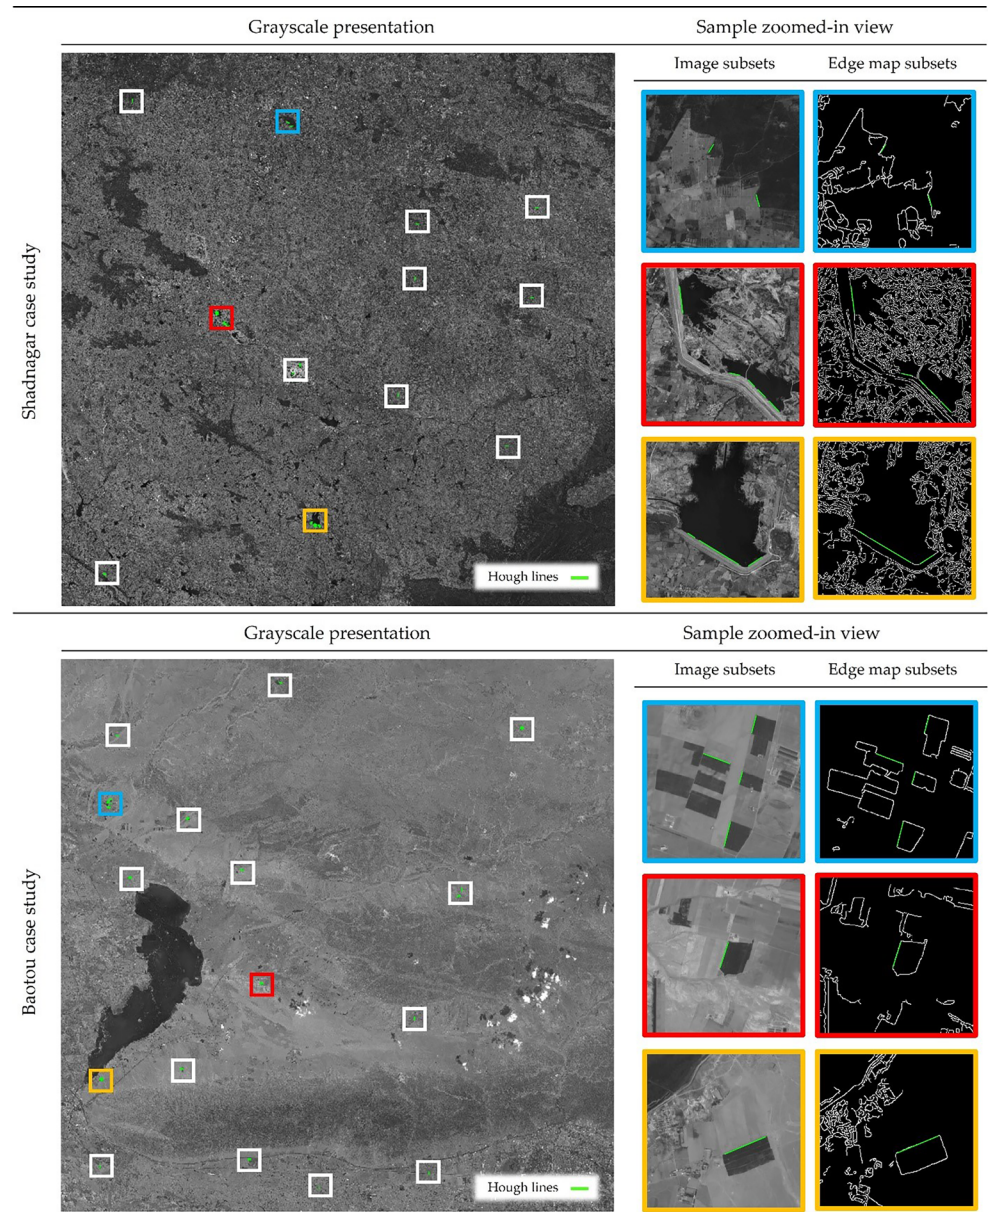 Grayscale presentation
Sample zoomed-in view
Image subsets
Edge map subsets
Shadnagar case study
Hough lines
Grayscale presentation
Sample zoomed-in view
Image subsets
Edge map subsets
Baotou case study
Hough lines